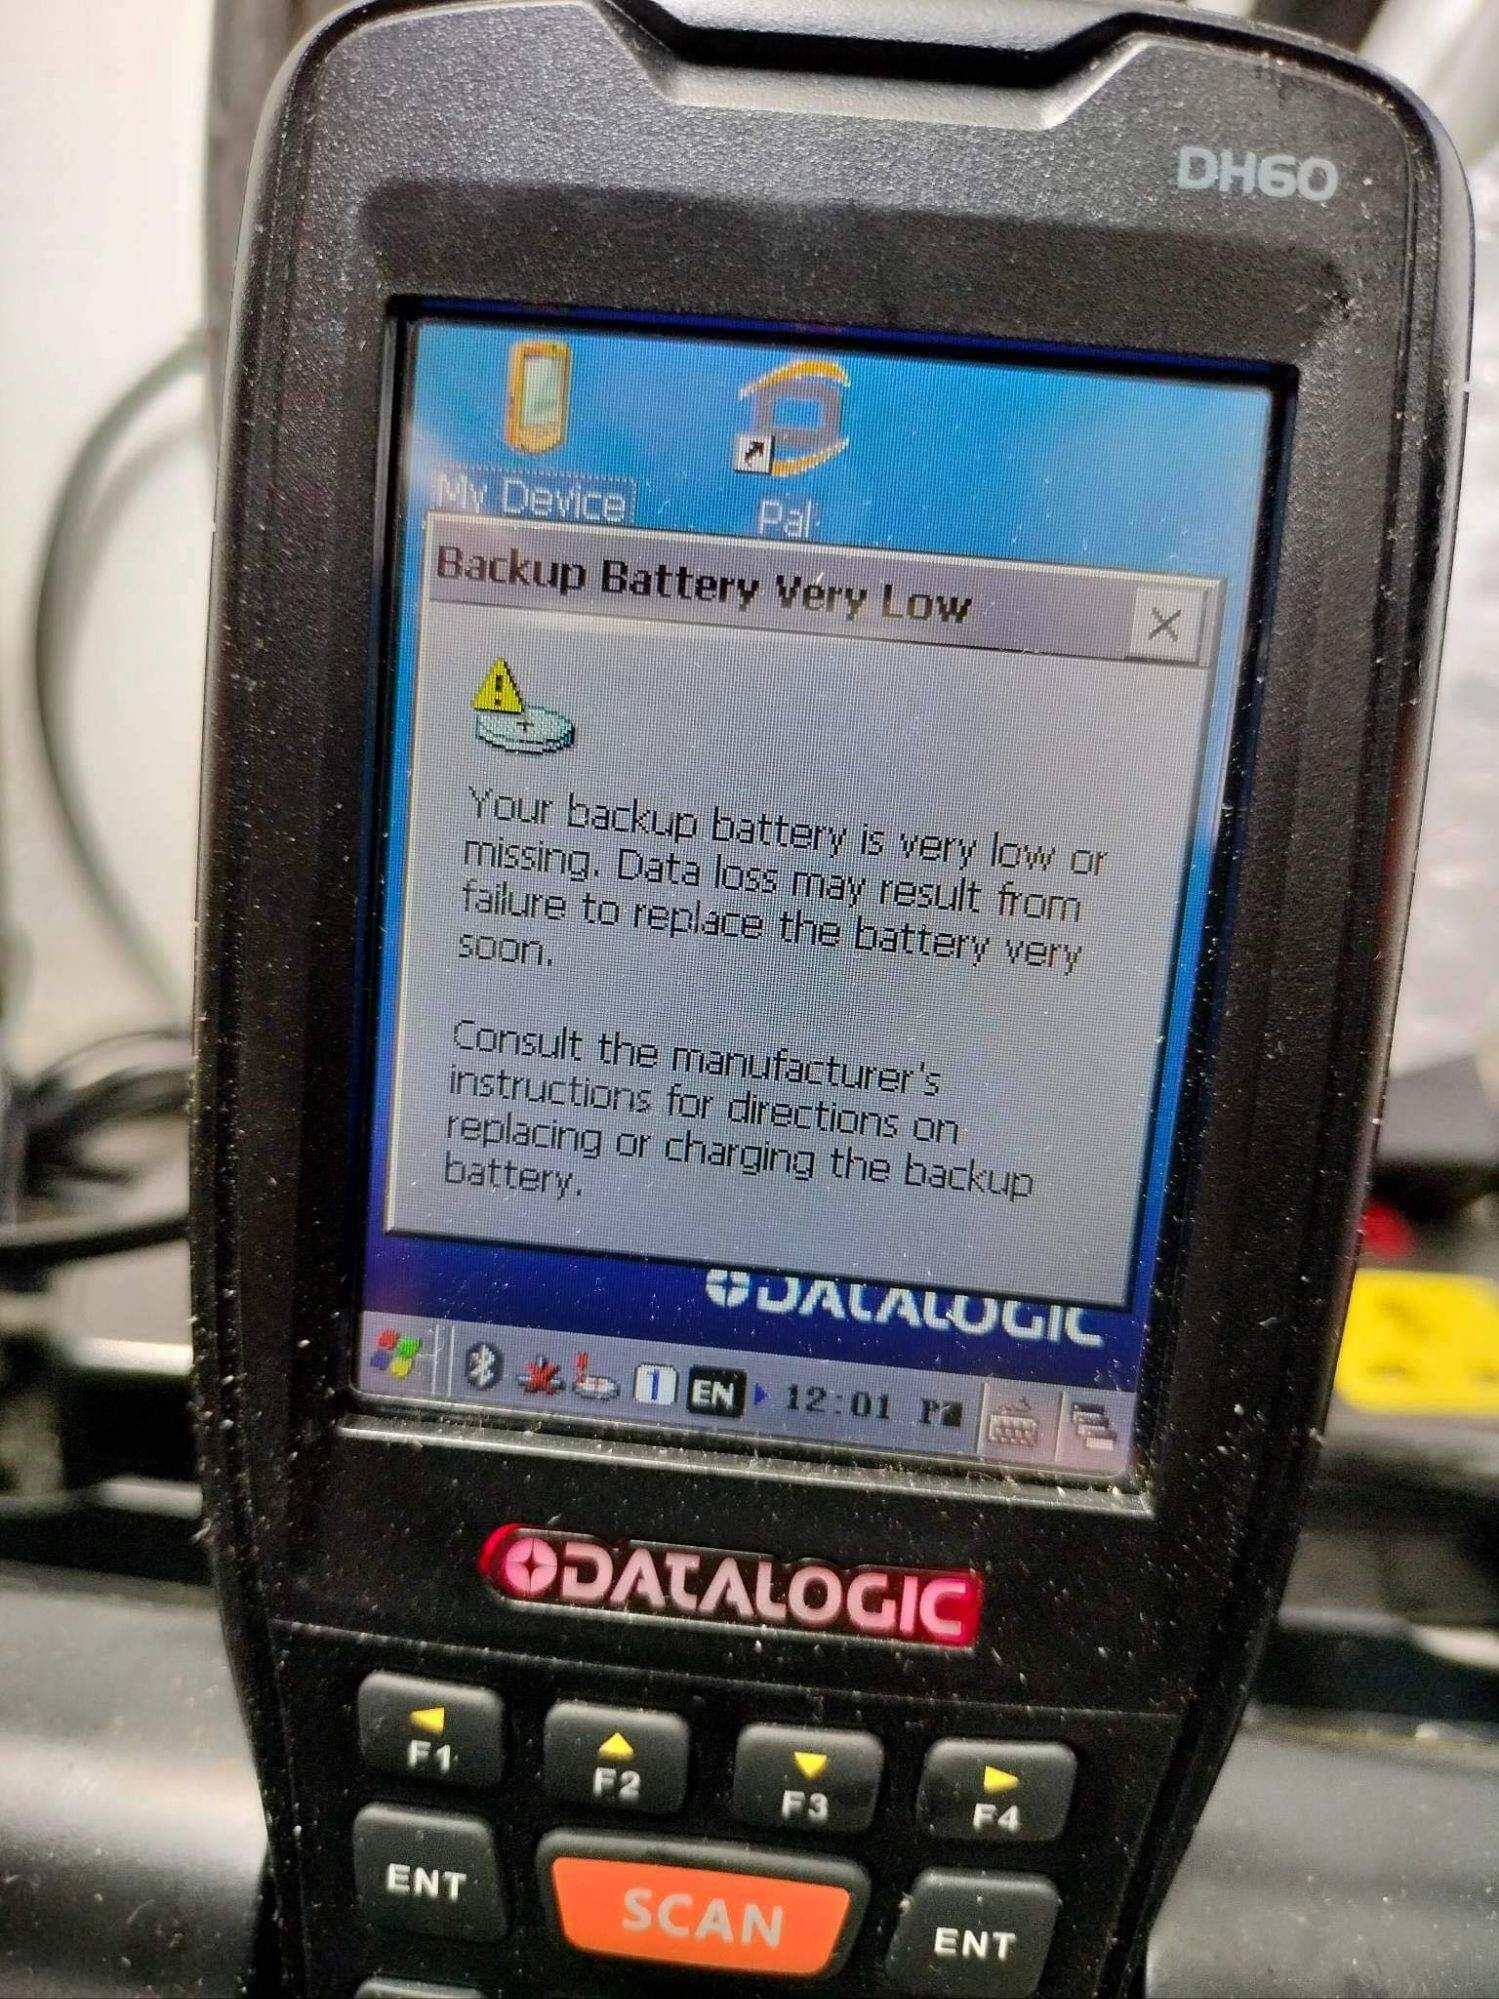 DH60
My Device
Pal
Backup Battery Very Low
Your backup battery is very low or
missing. Data loss may result from
failure to replace the battery very
soon.
Consult the manufacturer's
instructions for directions on
replacing or charging the backup
battery.
DATALOGIC
1 EN 12:01
DATALOGIC
F1 F2 F3 F4
ENT SCAN ENT